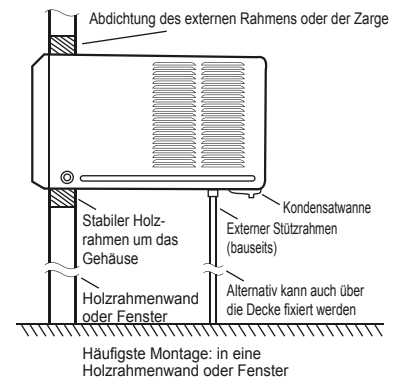 Abdichtung des externen Rahmens oder der Zarge
Kondensatwanne
Stabiler Holz-
rahmen um das
Gehäuse
Externer Stützrahmen
(bauseits)
Holzrahmenwand
oder Fenster
Alternativ kann auch über
die Decke fixiert werden
Häufigste Montage: in eine
Holzrahmenwand oder Fenster